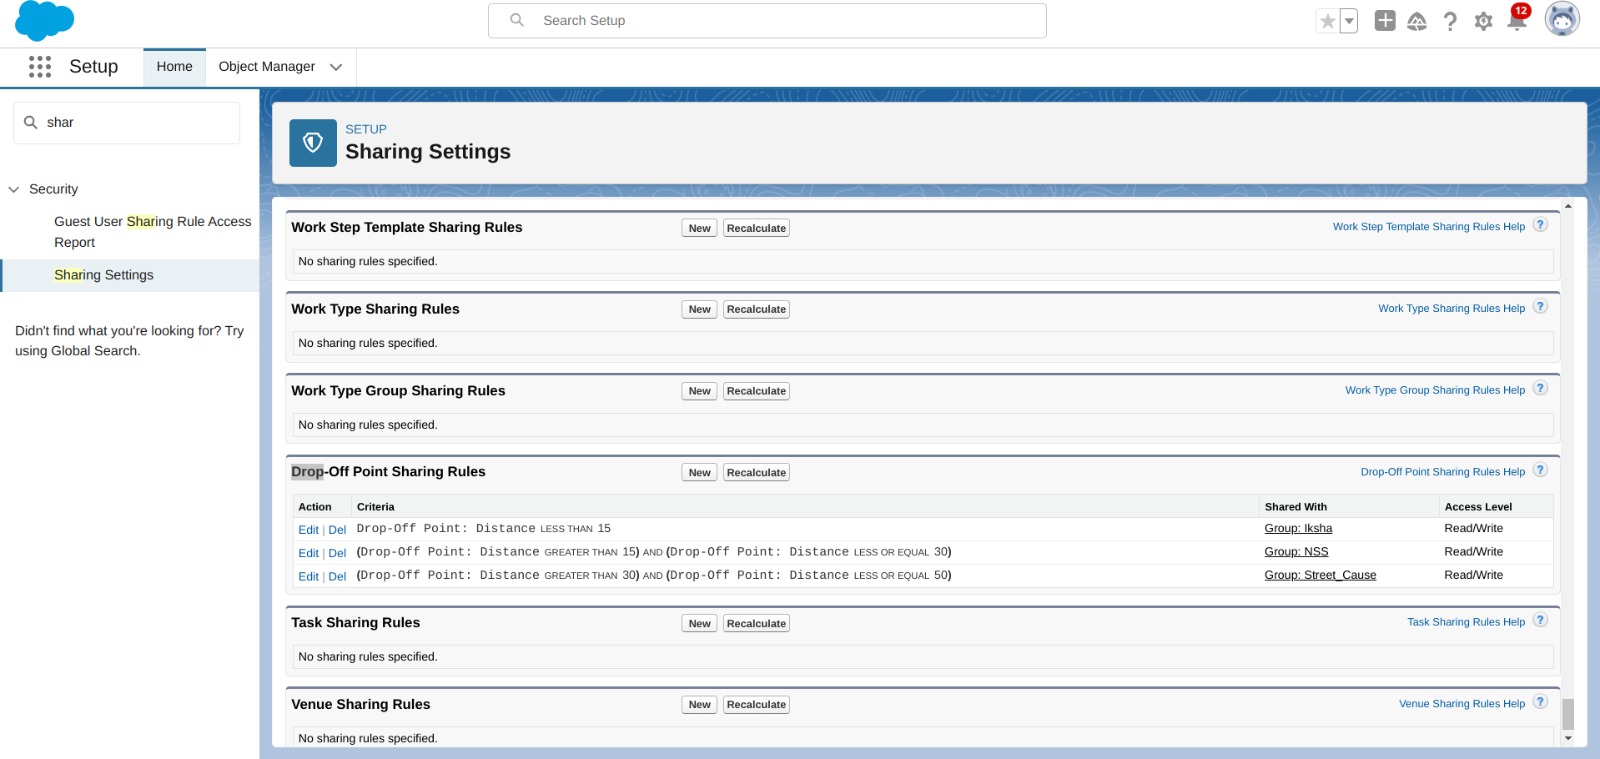 Search Setup
12
Setup
Home
Object Manager
shar
Security
Guest User Sharing Rule Access
Report
Sharing Settings
Didn't find what you're looking for? Try
using Global Search.
SETUP
Sharing Settings
Work Step Template Sharing Rules New Recalculate Work Step Template Sharing Rules Help ?
No sharing rules specified.
Work Type Sharing Rules New Recalculate Work Type Sharing Rules Help ?
No sharing rules specified.
Work Type Group Sharing Rules New Recalculate Work Type Group Sharing Rules Help ?
No sharing rules specified.
Drop-Off Point Sharing Rules New Recalculate Drop-Off Point Sharing Rules Help ?
Action Criteria Shared With Access Level
Edit | Del Drop-Off Point: Distance LESS THAN 15 Group: Iksha Read/Write
Edit | Del (Drop-Off Point: Distance GREATER THAN 15) AND (Drop-Off Point: Distance LESS OR EQUAL 30) Group: NSS Read/Write
Edit | Del (Drop-Off Point: Distance GREATER THAN 30) AND (Drop-Off Point: Distance LESS OR EQUAL 50) Group: Street_Cause Read/Write
Task Sharing Rules New Recalculate Task Sharing Rules Help ?
No sharing rules specified.
Venue Sharing Rules New Recalculate Venue Sharing Rules Help ?
No sharing rules specified.